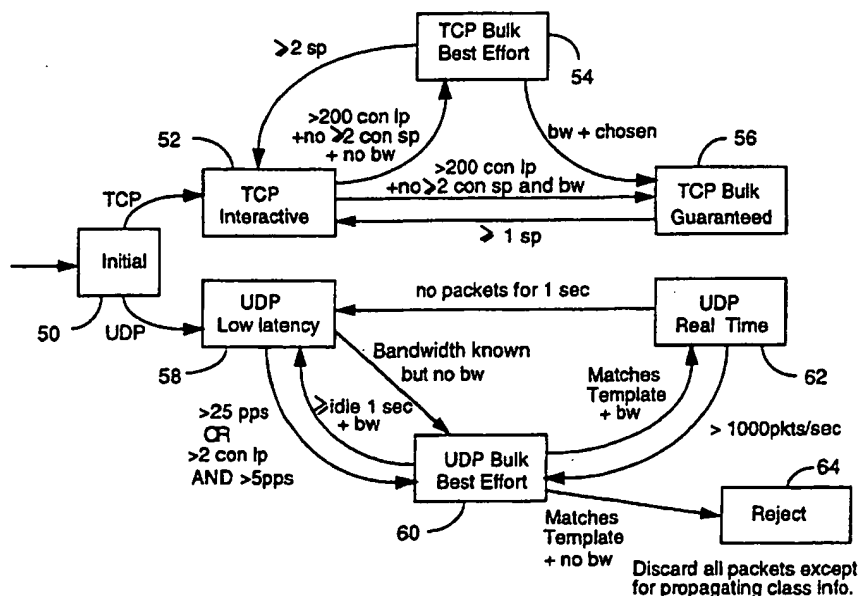 TCP Bulk
Best Effort
54
≥2 sp
>200 con lp
+no ≥2 con sp
+ no bw
bw + chosen
52
56
TCP
Interactive
>200 con lp
+no≥2 con sp and bw
TCP Bulk
Guaranteed
TCP
≥ 1 sp
Initial
50
UDP
UDP
Low latency
58
no packets for 1 sec
UDP
Real Time
62
Bandwidth known
but no bw
Matches
Template
+ bw
>25 pps
OR
>2 con lp
AND >5pps
≥idle 1 sec
+ bw
> 1000pkts/sec
UDP Bulk
Best Effort
60
64
Reject
Matches
Template
+ no bw
Discard all packets except
for propagating class info.